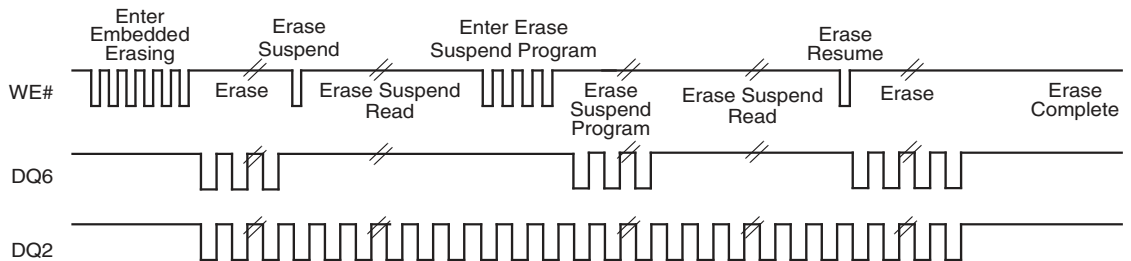 Enter
Embedded
Erasing
Erase
Suspend
Enter Erase
Suspend Program
Erase
Resume
WE#
Erase
Erase Suspend
Read
Erase
Suspend
Program
Erase Suspend
Read
Erase
Erase
Complete
DQ6
DQ2